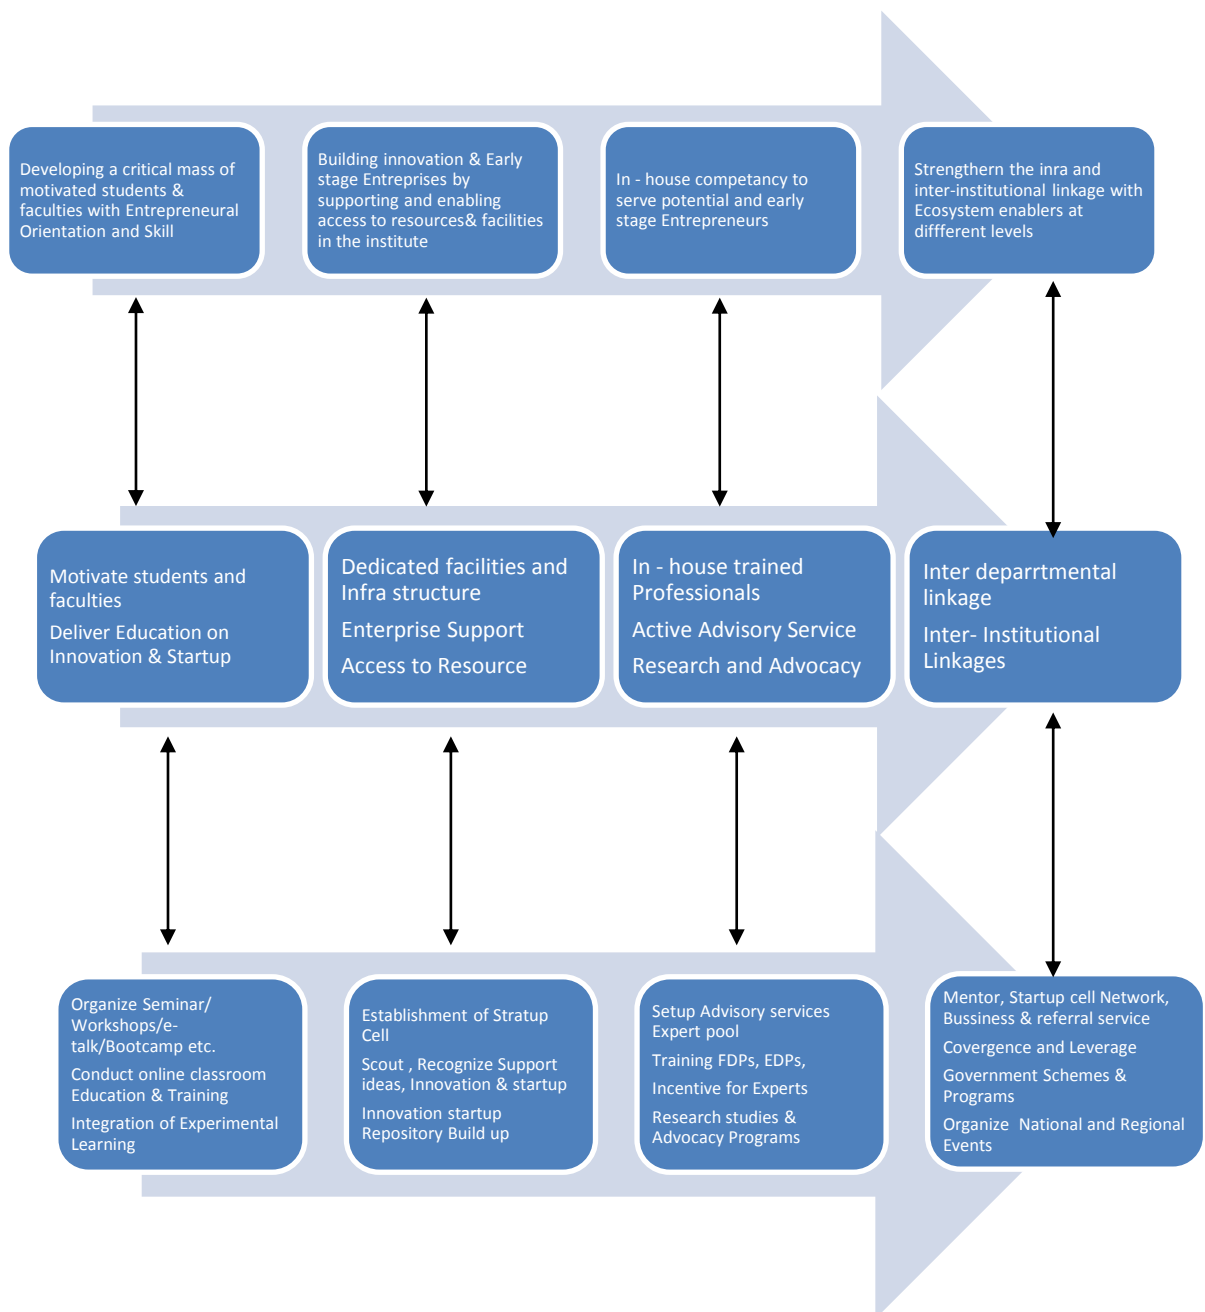 Developing a critical mass of
motivated students &
faculties with Entrepreneural
Orientation and Skill
Building innovation & Early
stage Entreprises by
supporting and enabling
access to resources& facilities
in the institute
In - house competancy to
serve potential and early
stage Entrepreneurs
Strengthern the inra and
inter-institutional linkage with
Ecosystem enablers at
diffferent levels
Motivate students and
faculties
Deliver Education on
Innovation & Startup
Dedicated facilities and
Infra structure
Enterprise Support
Access to Resource
In - house trained
Professionals
Active Advisory Service
Research and Advocacy
Inter deparrtmental
linkage
Inter- Institutional
Linkages
Organize Seminar/
Workshops/e-
talk/Bootcamp etc.
Conduct online classroom
Education & Training
Integration of Experimental
Learning
Establishment of Stratup
Cell
Scout , Recognize Support
ideas, Innovation & startup
Innovation startup
Repository Build up
Setup Advisory services
Expert pool
Training FDPs, EDPs,
Incentive for Experts
Research studies &
Advocacy Programs
Mentor, Startup cell Network,
Bussiness & referral service
Covergence and Leverage
Government Schemes &
Programs
Organize  National and Regional
Events